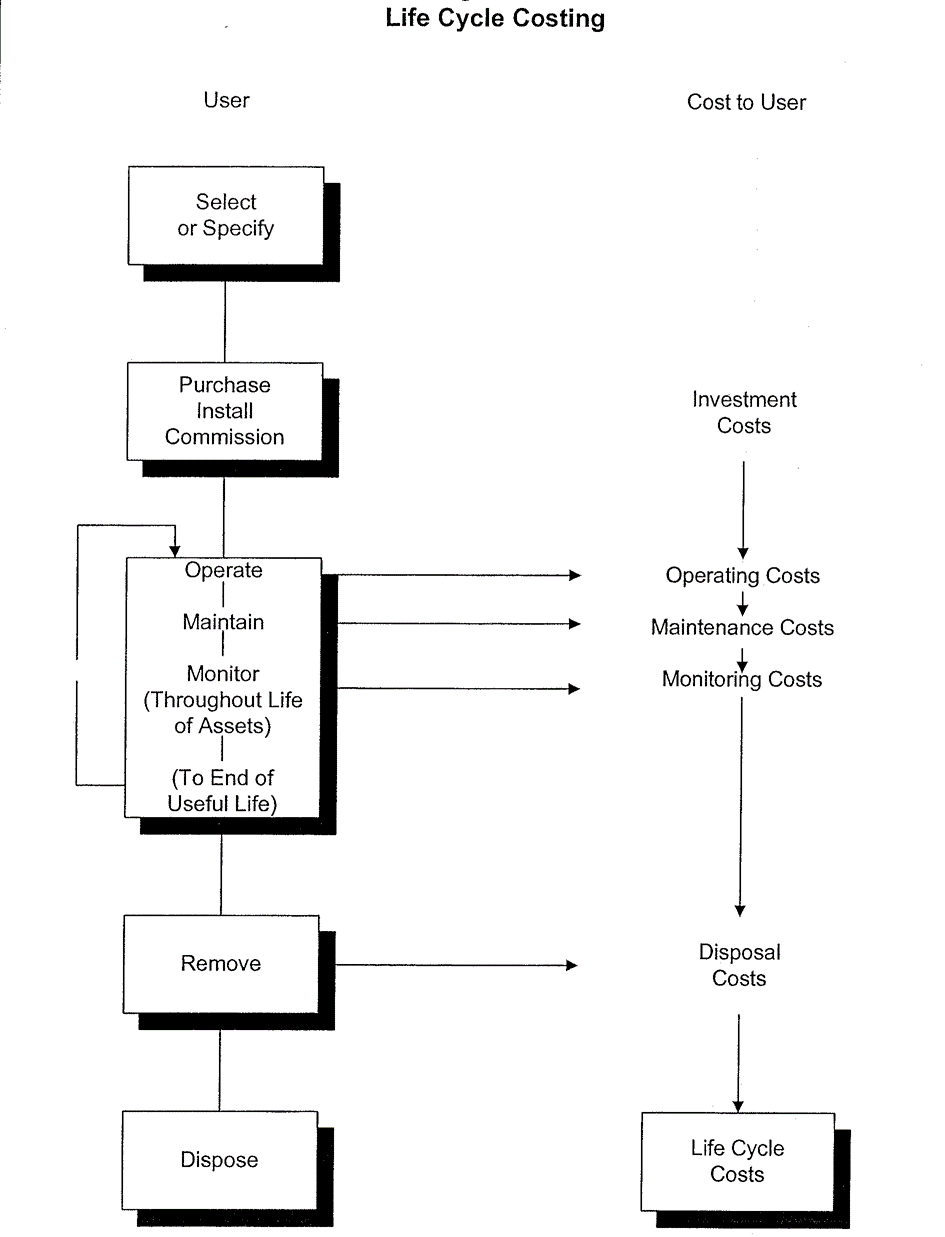 Life Cycle Costing
User
Cost to User
Select
or Specify
Purchase
Install
Commission
Investment
Costs
Operate
Operating Costs
Maintain
Maintenance Costs
Monitor
(Throughout Life
of Assets)
Monitoring Costs
(To End of
Useful Life)
Remove
Disposal
Costs
Dispose
Life Cycle
Costs